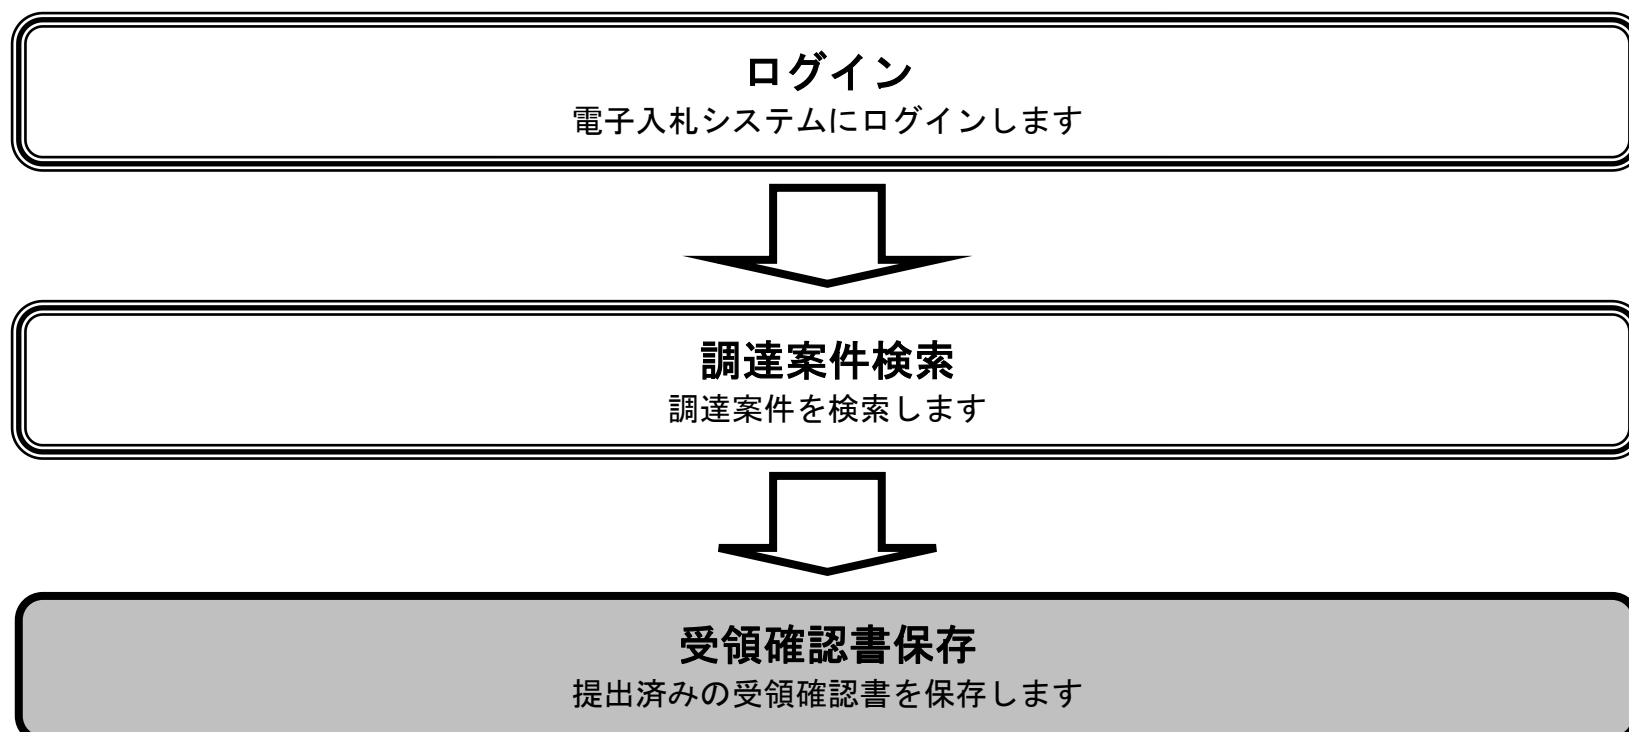 ログイン
電子入札システムにログインします
調達案件検索
調達案件を検索します
受領確認書保存
提出済みの受領確認書を保存します